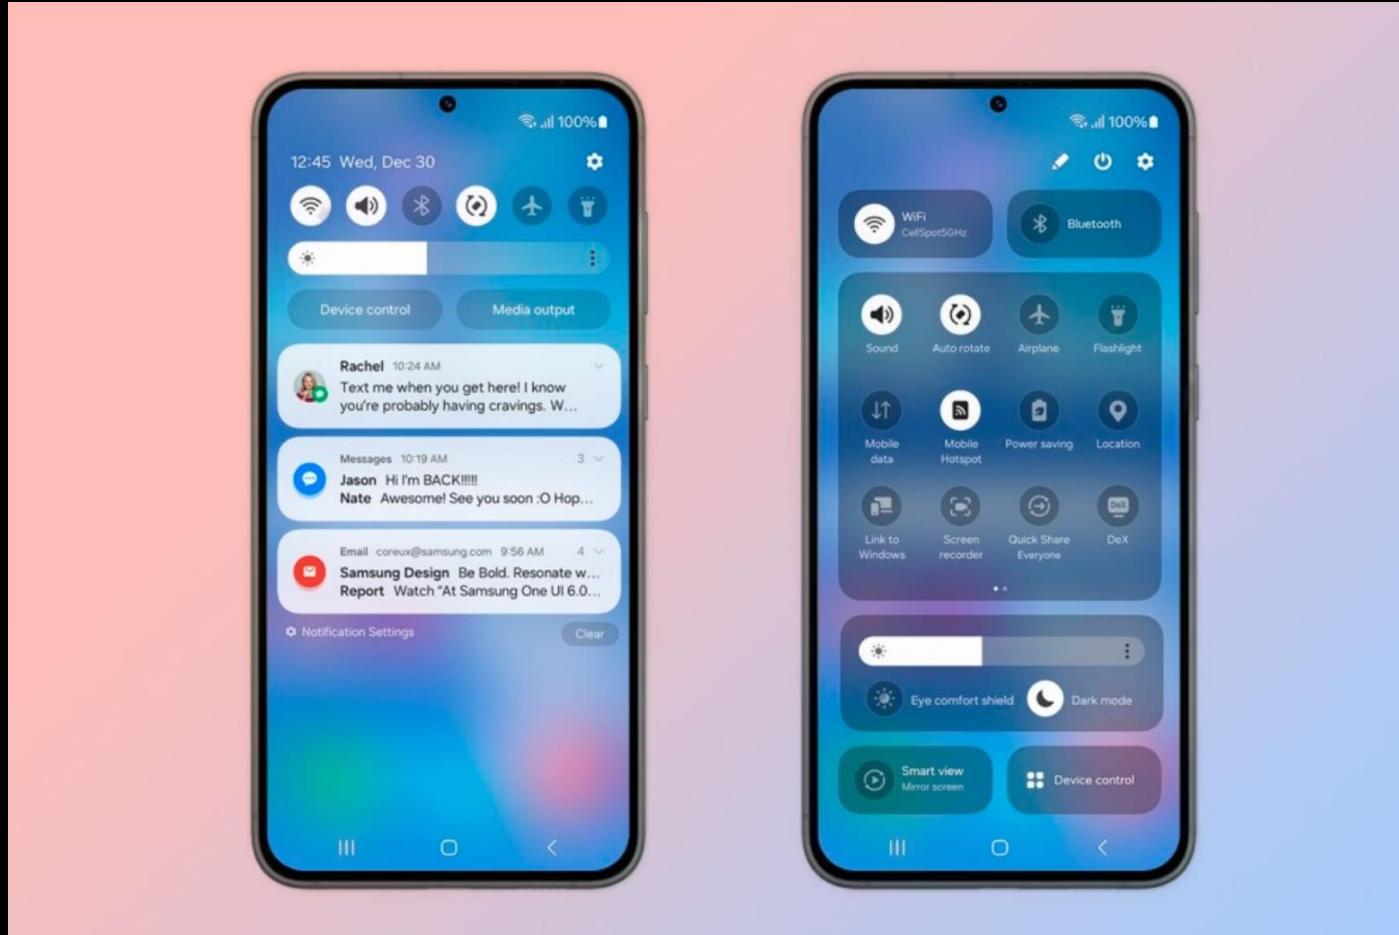 100%
12:45 Wed, Dec 30
Device control
Media output
Rachel 10:24 AM
Text me when you get here! I know
you're probably having cravings. W...
Messages 10:19 AM 3
Jason Hi I'm BACK!!!!!
Nate Awesome! See you soon :O Hop...
Email coreux@samsung.com 9:56 AM 4
Samsung Design Be Bold. Resonate w...
Report Watch "At Samsung One UI 6.0...
Notification Settings
Clear
100%
WiFi
CellSpot5GHz
Bluetooth
Sound
Auto rotate
Airplane
Flashlight
Mobile
data
Mobile
Hotspot
Power saving
Location
Link to
Windows
Screen
recorder
Quick Share
Everyone
DeX
DeX
Eye comfort shield
Dark mode
Smart view
Mirror screen
Device control